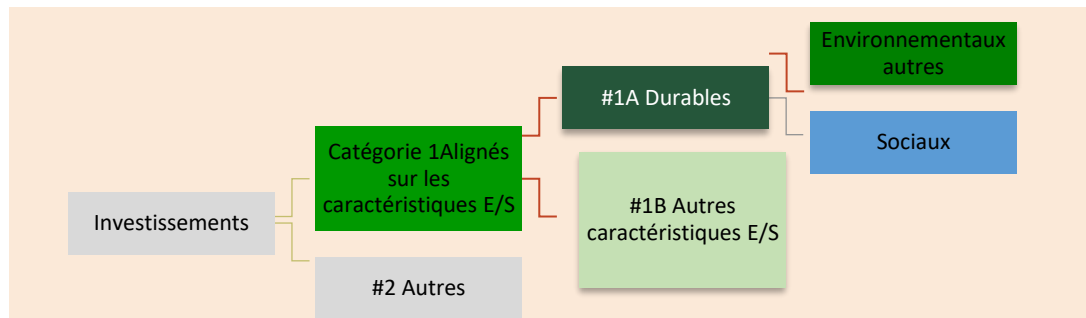 Investissements
Catégorie 1Alignés
sur les
caractéristiques E/S
#2 Autres
#1A Durables
#1B Autres
caractéristiques E/S
Environnementaux
autres
Sociaux